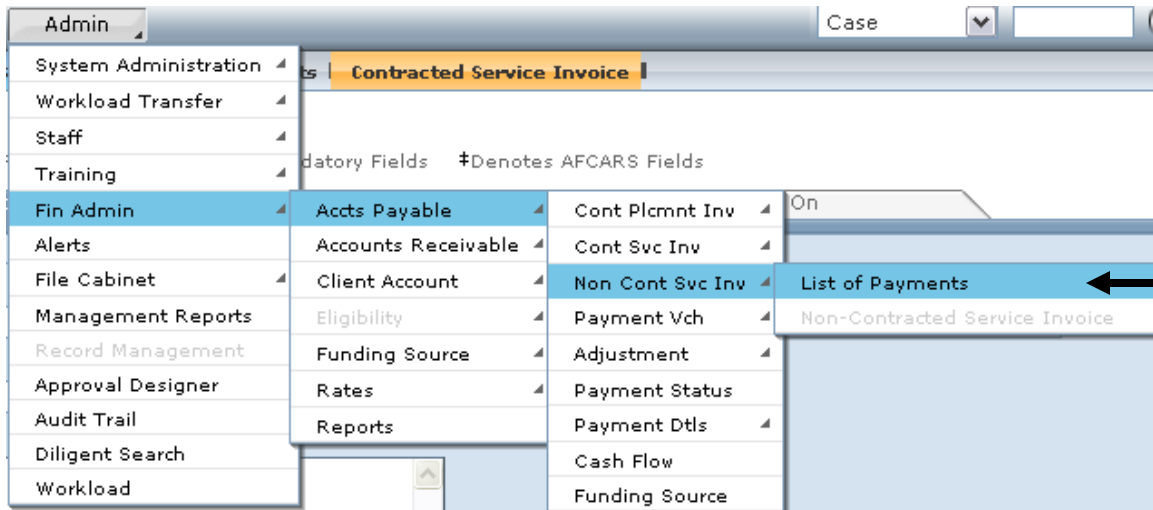 Admin
Case
System Administration
ts
Contracted Service Invoice
Workload Transfer
Staff
datory Fields ‡Denotes AFCARS Fields
Training
Fin Admin
Accts Payable
Cont Plcmnt Inv
On
Alerts
Accounts Receivable
Cont Svc Inv
File Cabinet
Client Account
Non Cont Svc Inv
List of Payments
Management Reports
Eligibility
Payment Vch
Non-Contracted Service Invoice
Record Management
Funding Source
Adjustment
Approval Designer
Rates
Payment Status
Audit Trail
Reports
Payment Dtls
Diligent Search
Cash Flow
Workload
Funding Source